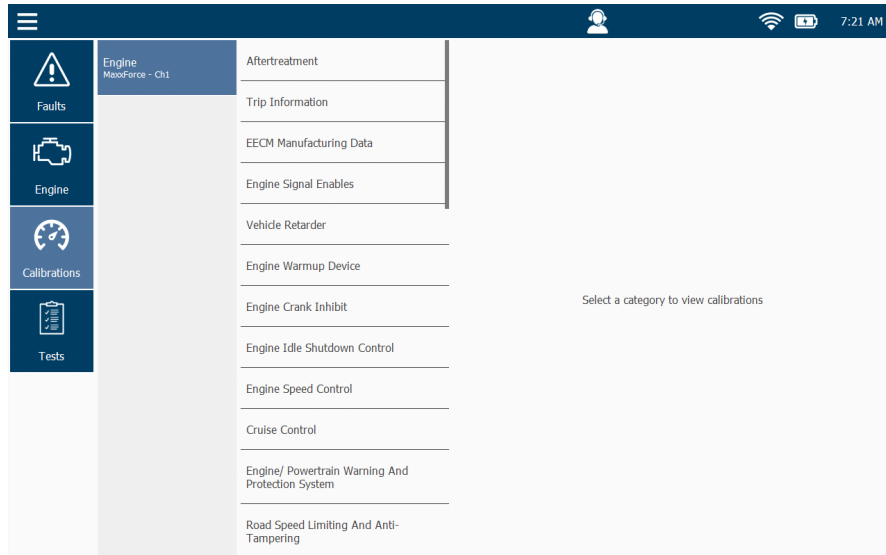 7:21 AM
Faults
Engine
Calibrations
Tests
Engine
MaxxForce - Ch1
Aftertreatment
Trip Information
EECM Manufacturing Data
Engine Signal Enables
Vehicle Retarder
Engine Warmup Device
Engine Crank Inhibit
Engine Idle Shutdown Control
Engine Speed Control
Cruise Control
Engine/ Powertrain Warning And
Protection System
Road Speed Limiting And Anti-
Tampering
Select a category to view calibrations